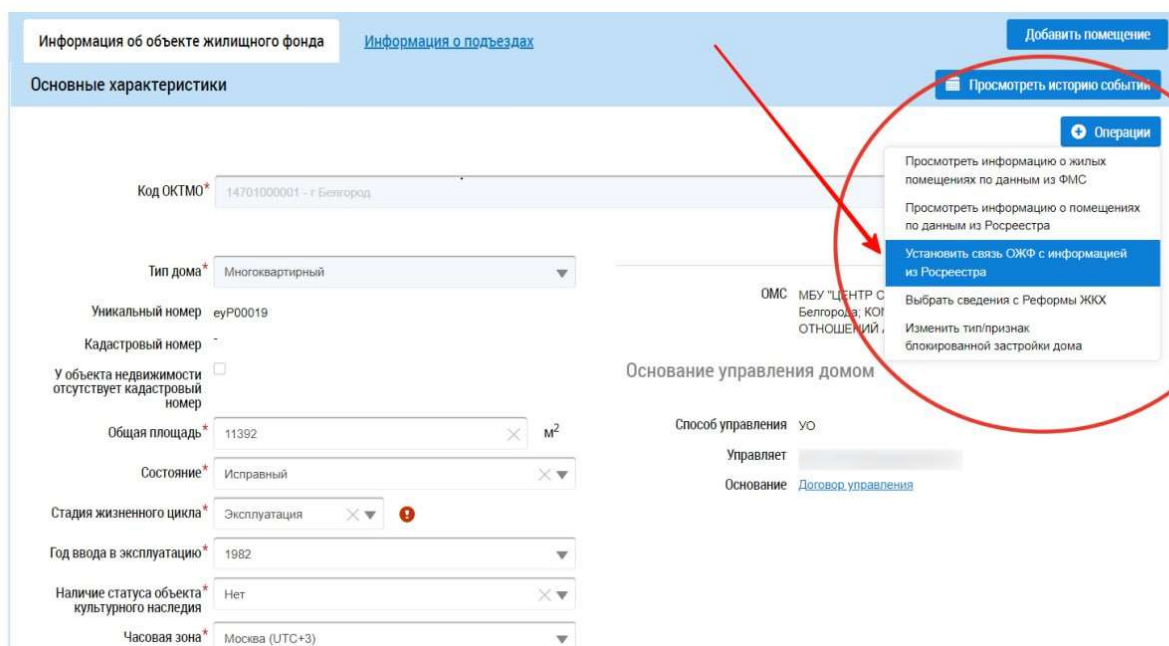 Информация об объекте жилищного фонда
Информация о подъездах
Добавить помещение
Основные характеристики
Просмотреть историю событий
Операции
Просмотреть информацию о жилых
помещениях по данным из ФМС
Просмотреть информацию о помещениях
по данным из Росреестра
Установить связь ОЖФ с информацией
из Росреестра
Выбрать сведения с Реформы ЖКХ
Изменить тип/признак
блокированной застройки дома
Код ОКТМО* 14701000001 - г Белгород
Тип дома* Многоквартирный
Уникальный номер eyP00019
Кадастровый номер -
У объекта недвижимости
отсутствует кадастровый
номер
Общая площадь* 11392 м2
Состояние* Исправный
Стадия жизненного цикла* Эксплуатация
Год ввода в эксплуатацию* 1982
Наличие статуса объекта*
культурного наследия
Нет
Часовая зона* Москва (UTC+3)
ОМС МБУ "ЦЕНТР
Белгорода;
ОТНОШЕНИЙ
Основание управления домом
Способ управления УО
Управляет
Основание Договор управления